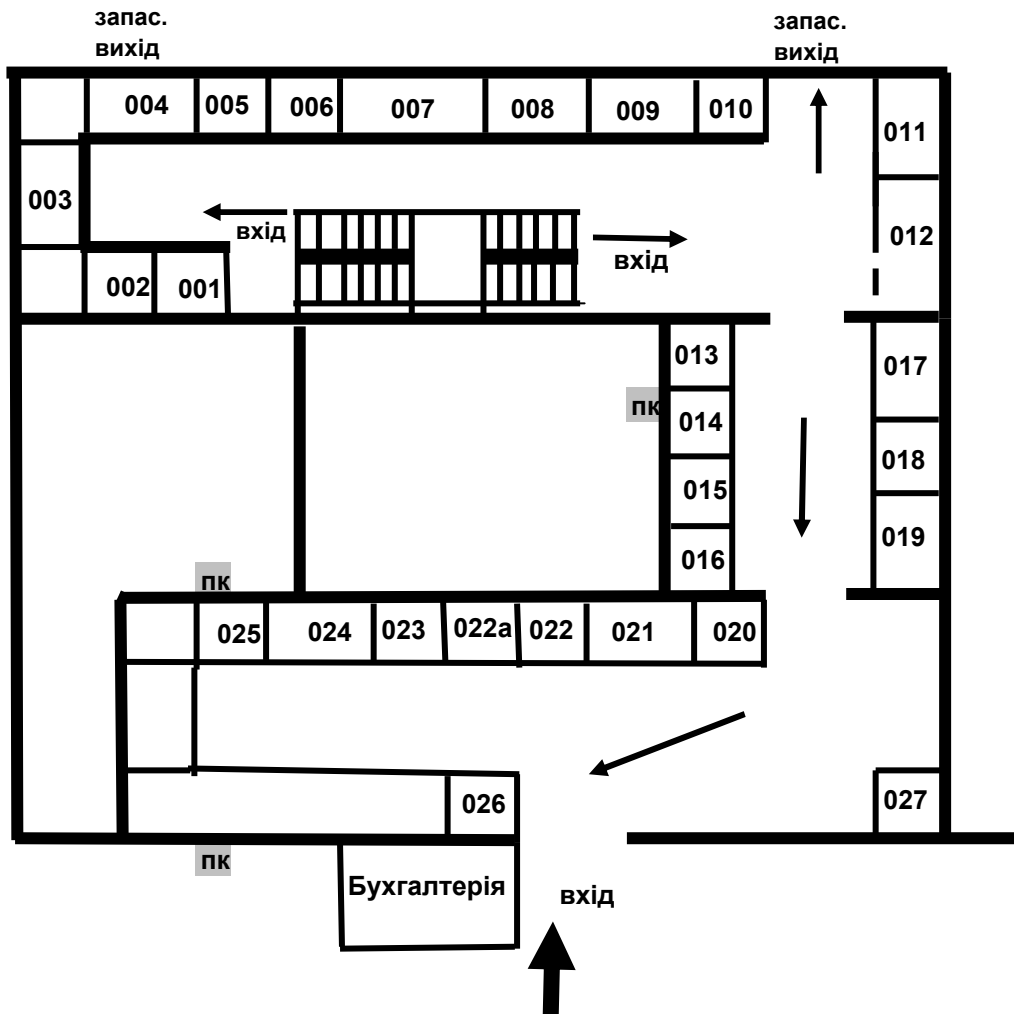 запас.
вихід
запас.
вихід
004
005
006
007
008
009
010
011
003
012
вхід
вхід
002
001
013
017
пк
014
018
015
019
016
пк
025
024
023
022а
022
021
020
026
027
пк
Бухгалтерія
вхід